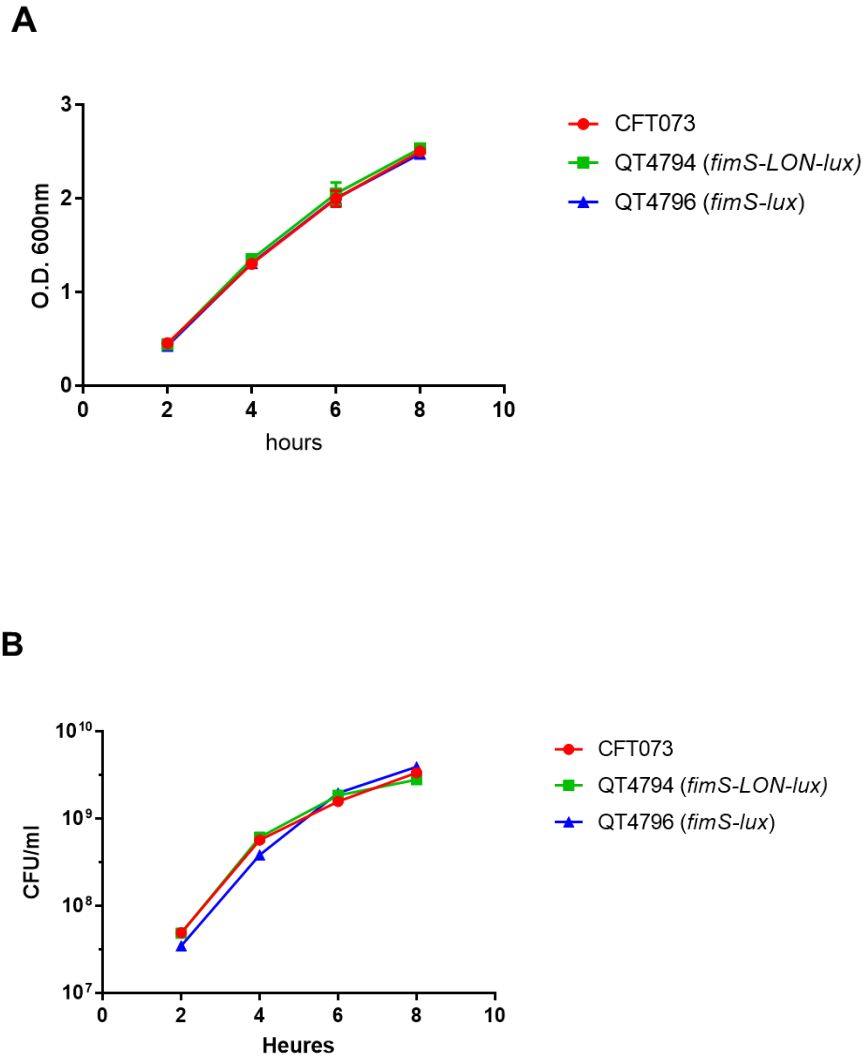 A
3
2
1
0
O.D. 600nm
0 2 4 6 8 10
hours
CFT073
QT4794 (fimS-LON-lux)
QT4796 (fimS-lux)
B
10^10
10^9
10^8
10^7
CFU/ml
0 2 4 6 8 10
Heures
CFT073
QT4794 (fimS-LON-lux)
QT4796 (fimS-lux)